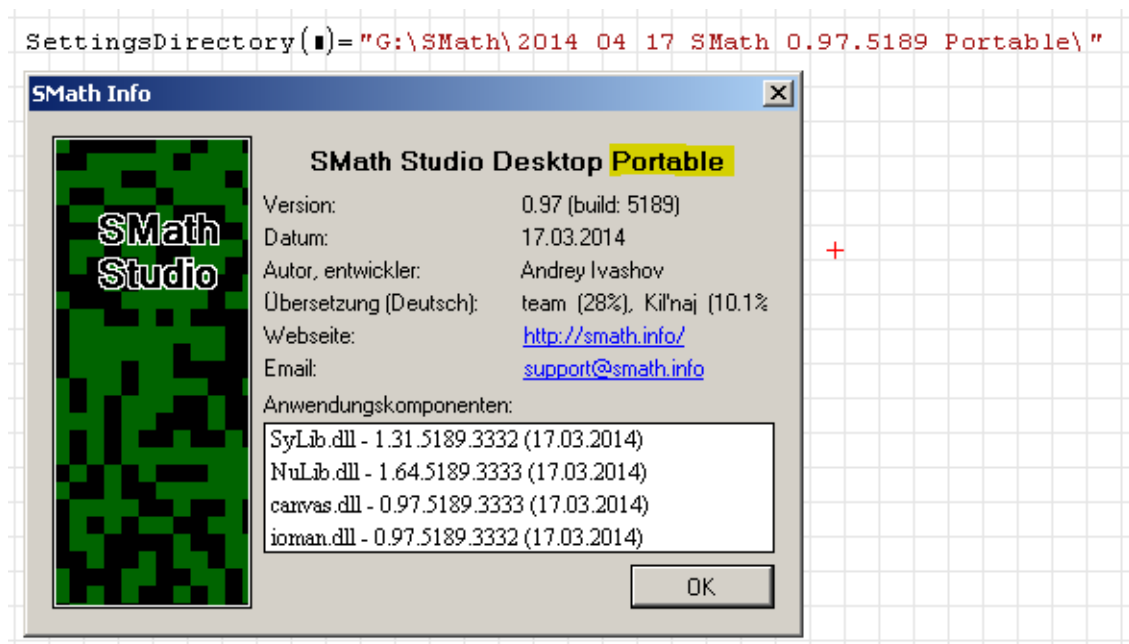 SettingsDirectory(▪)="G:\SMath\2014 04 17 SMath 0.97.5189 Portable\"
SMath Info
SMath
Studio
SMath Studio Desktop Portable
Version: 0.97 (build: 5189)
Datum: 17.03.2014
Autor, entwickler: Andrey Ivashov
Übersetzung (Deutsch): team (28%), Kil'naj (10.1%
Webseite: http://smath.info/
Email: support@smath.info
Anwendungskomponenten:
SyLib.dll - 1.31.5189.3332 (17.03.2014)
NuLib.dll - 1.64.5189.3333 (17.03.2014)
canvas.dll - 0.97.5189.3333 (17.03.2014)
ioman.dll - 0.97.5189.3332 (17.03.2014)
OK